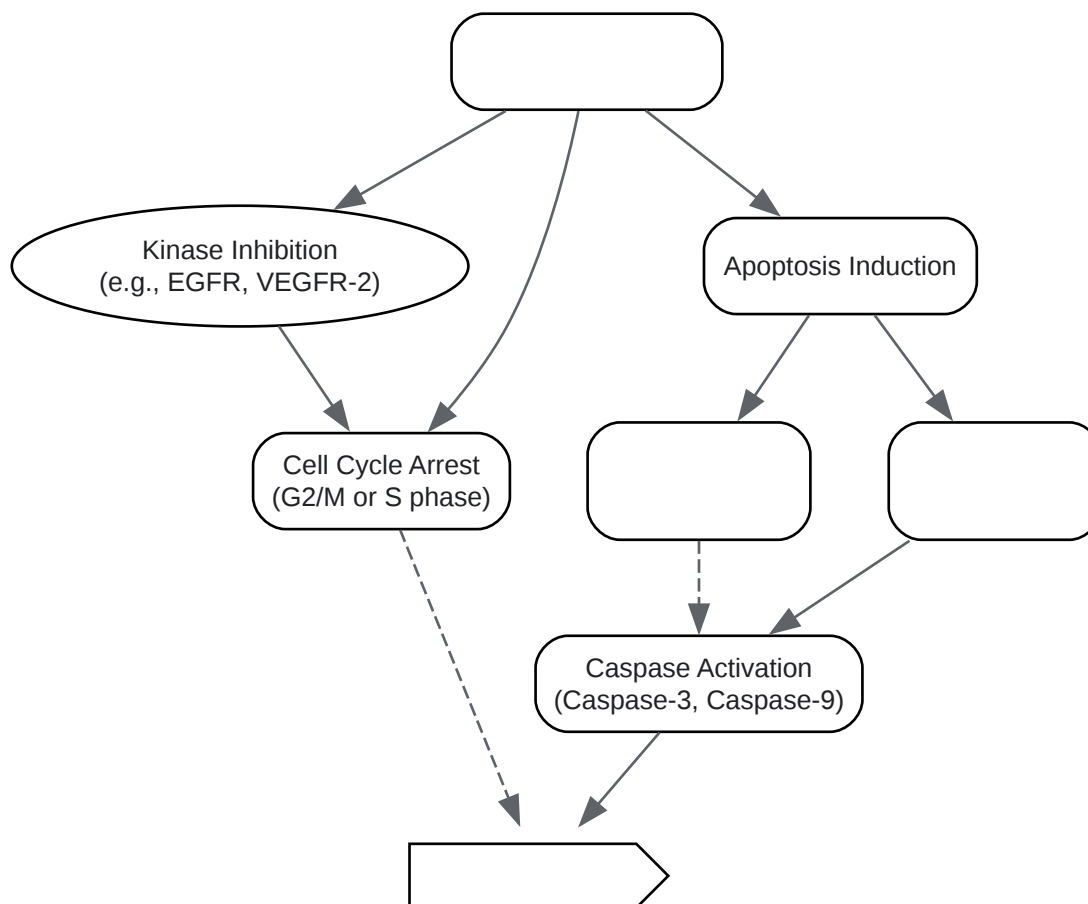 Kinase Inhibition
(e.g., EGFR, VEGFR-2)
Apoptosis Induction
Cell Cycle Arrest
(G2/M or S phase)
Caspase Activation
(Caspase-3, Caspase-9)